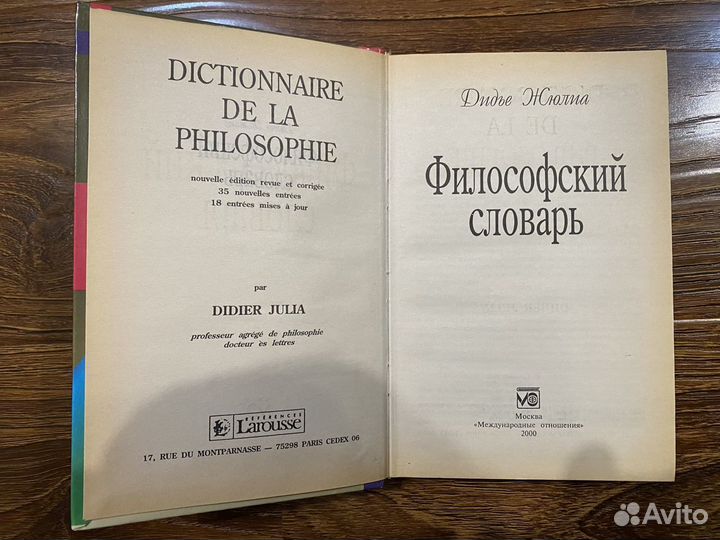 DICTIONNAIRE
DE LA
PHILOSOPHIE
nouvelle édition revue et corrigée
35 nouvelles entrées
18 entrées mises à jour
par
DIDIER JULIA
professeur agrégé de philosophie
docteur ès lettres
RÉFÉRENCES
Larousse
17, RUE DU MONTPARNASSE — 75298 PARIS CEDEX 06
Дидье Жюлиа
Философский
словарь
МО
Москва
«Международные отношения»
2000
Avito